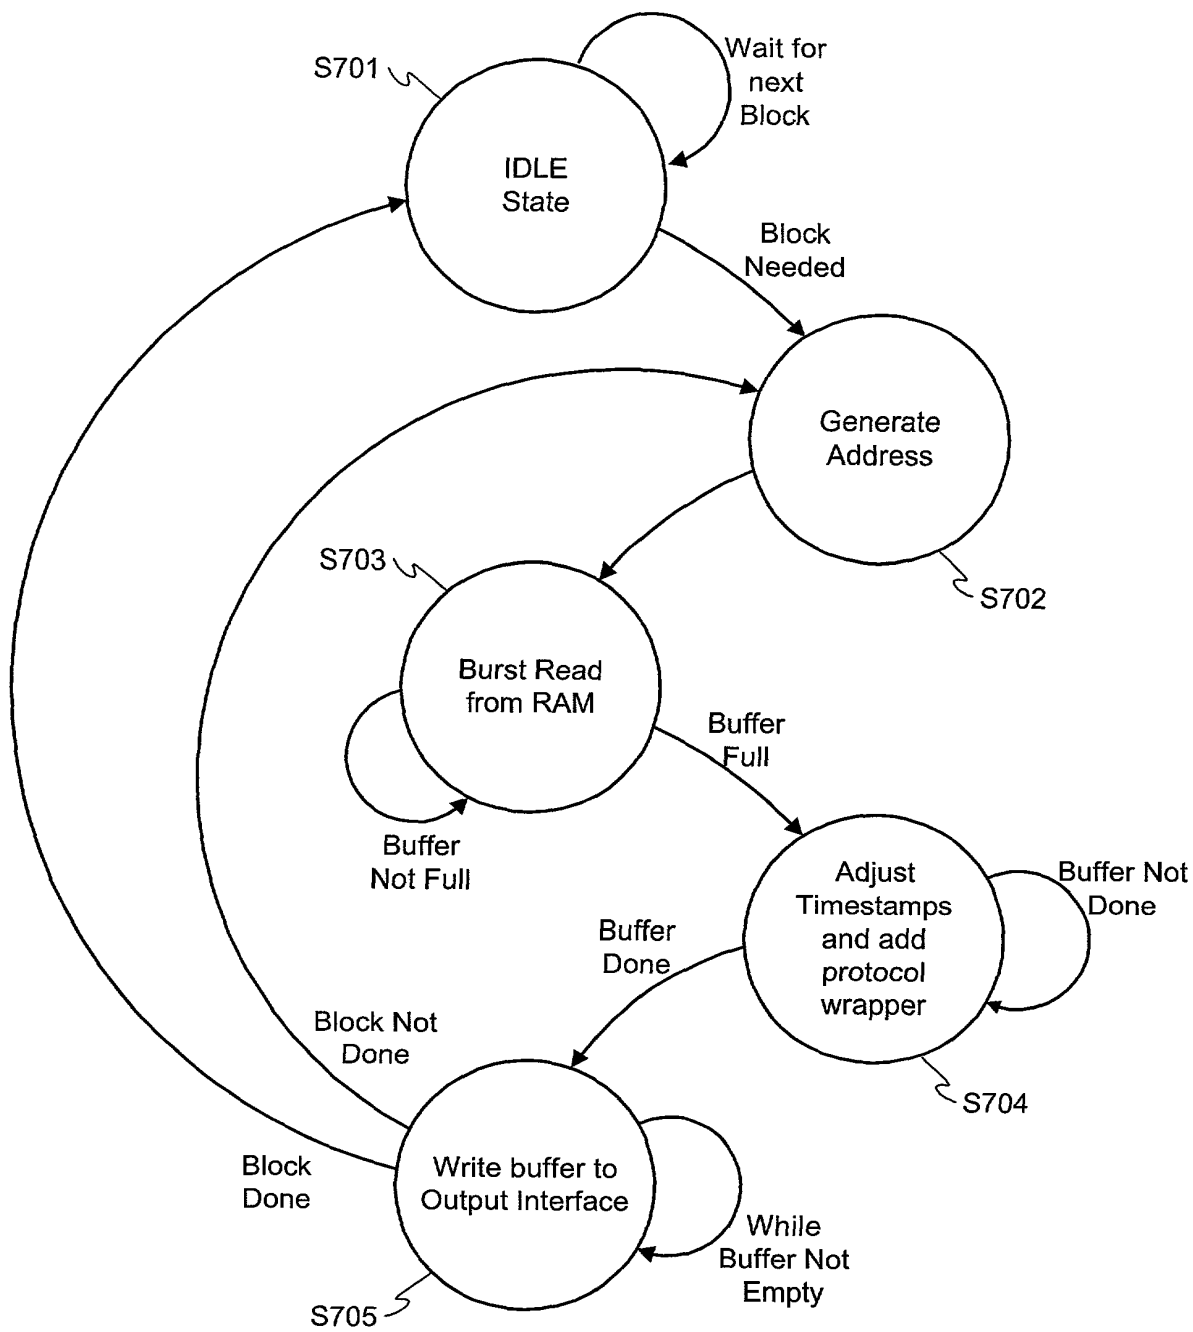 S701
Wait for
next
Block
IDLE
State
Block
Needed
Generate
Address
S702
S703
Burst Read
from RAM
Buffer
Full
Buffer
Not Full
Adjust
Timestamps
and add
protocol
wrapper
Buffer Not
Done
Buffer
Done
S704
Block Not
Done
Block
Done
Write buffer to
Output Interface
While
Buffer Not
Empty
S705